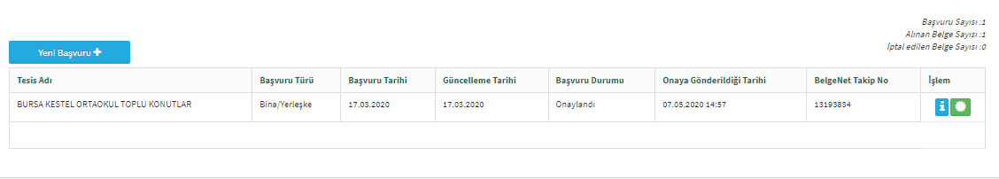 Başvuru Sayısı :1
Alınan Belge Sayısı :1
İptal edilen Belge Sayısı :0
Yeni Başvuru
Tesis Adı Başvuru Türü Başvuru Tarihi Güncelleme Tarihi Başvuru Durumu Onaya Gönderildiği Tarihi BelgeNet Takip No İşlem
BURSA KESTEL ORTAOKUL TOPLU KONUTLAR Bina/Yerleşke 17.03.2020 17.03.2020 Onaylandı 07.05.2020 14:57 13193834